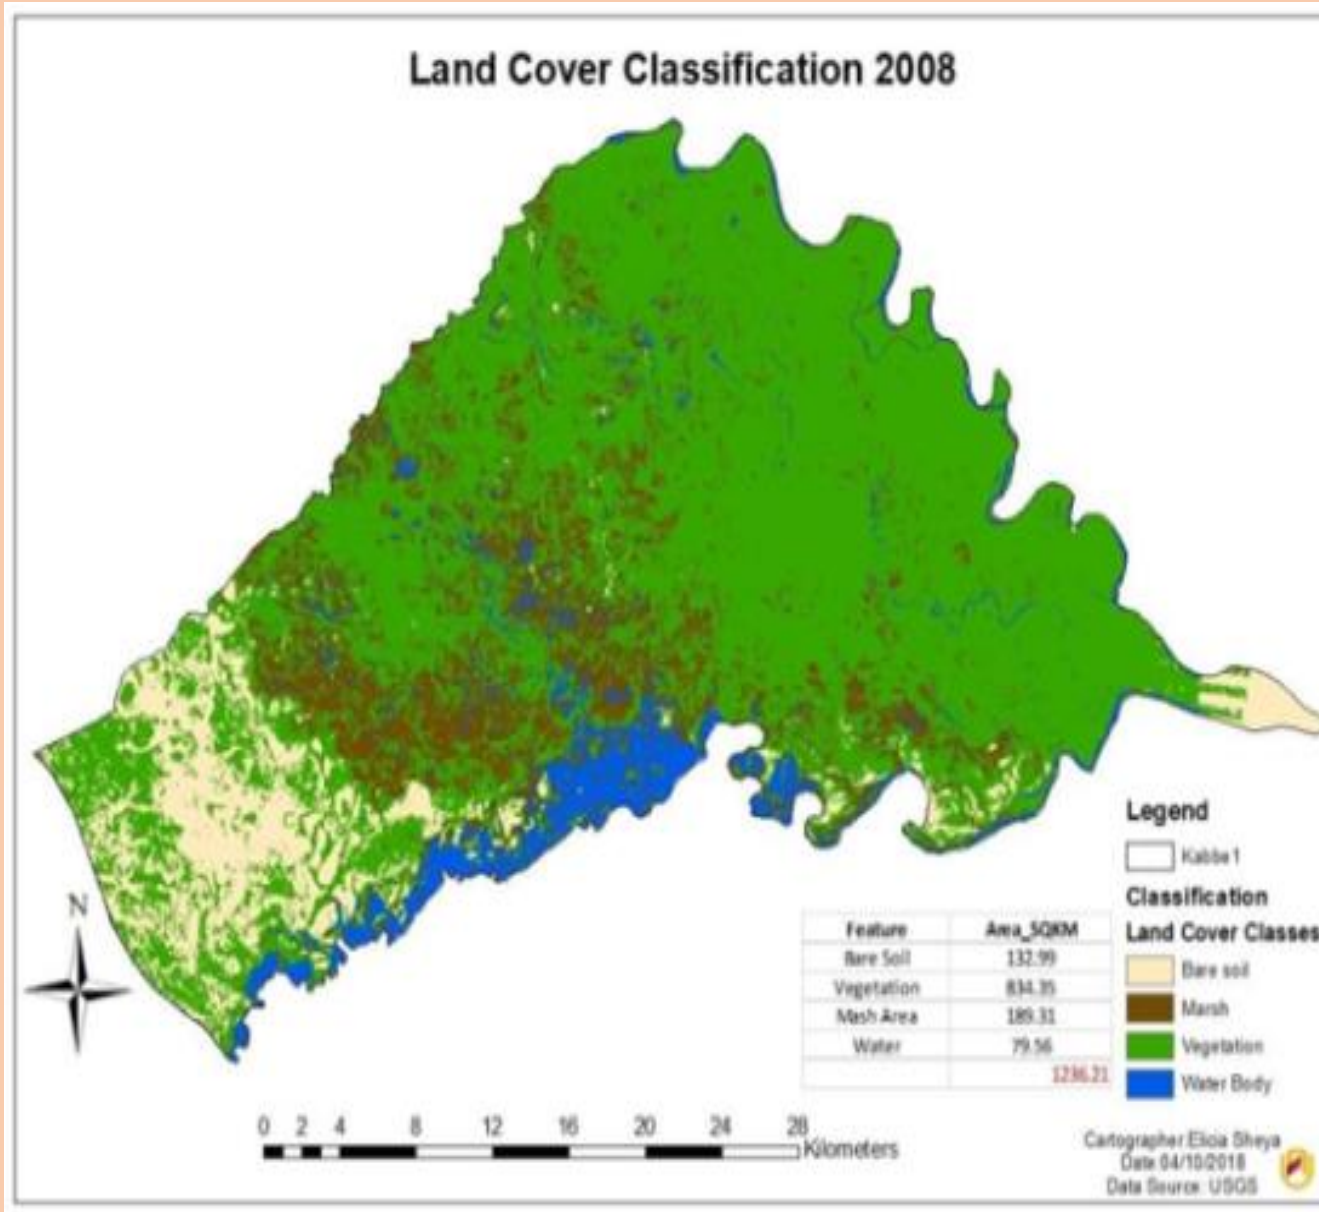 Land Cover Classification 2008
N
Legend
Kabbe1
Classification
Land Cover Classes
Bare soil
Marsh
Vegetation
Water Body
Feature Area_SQKM
Bare Soil 132.99
Vegetation 834.35
Mash Area 189.31
Water 79.56
1236.21
0 2 4 8 12 16 20 24 28
Kilometers
Cartographer:Elicia Sheya
Date:04/10/2018
Data Source: USGS